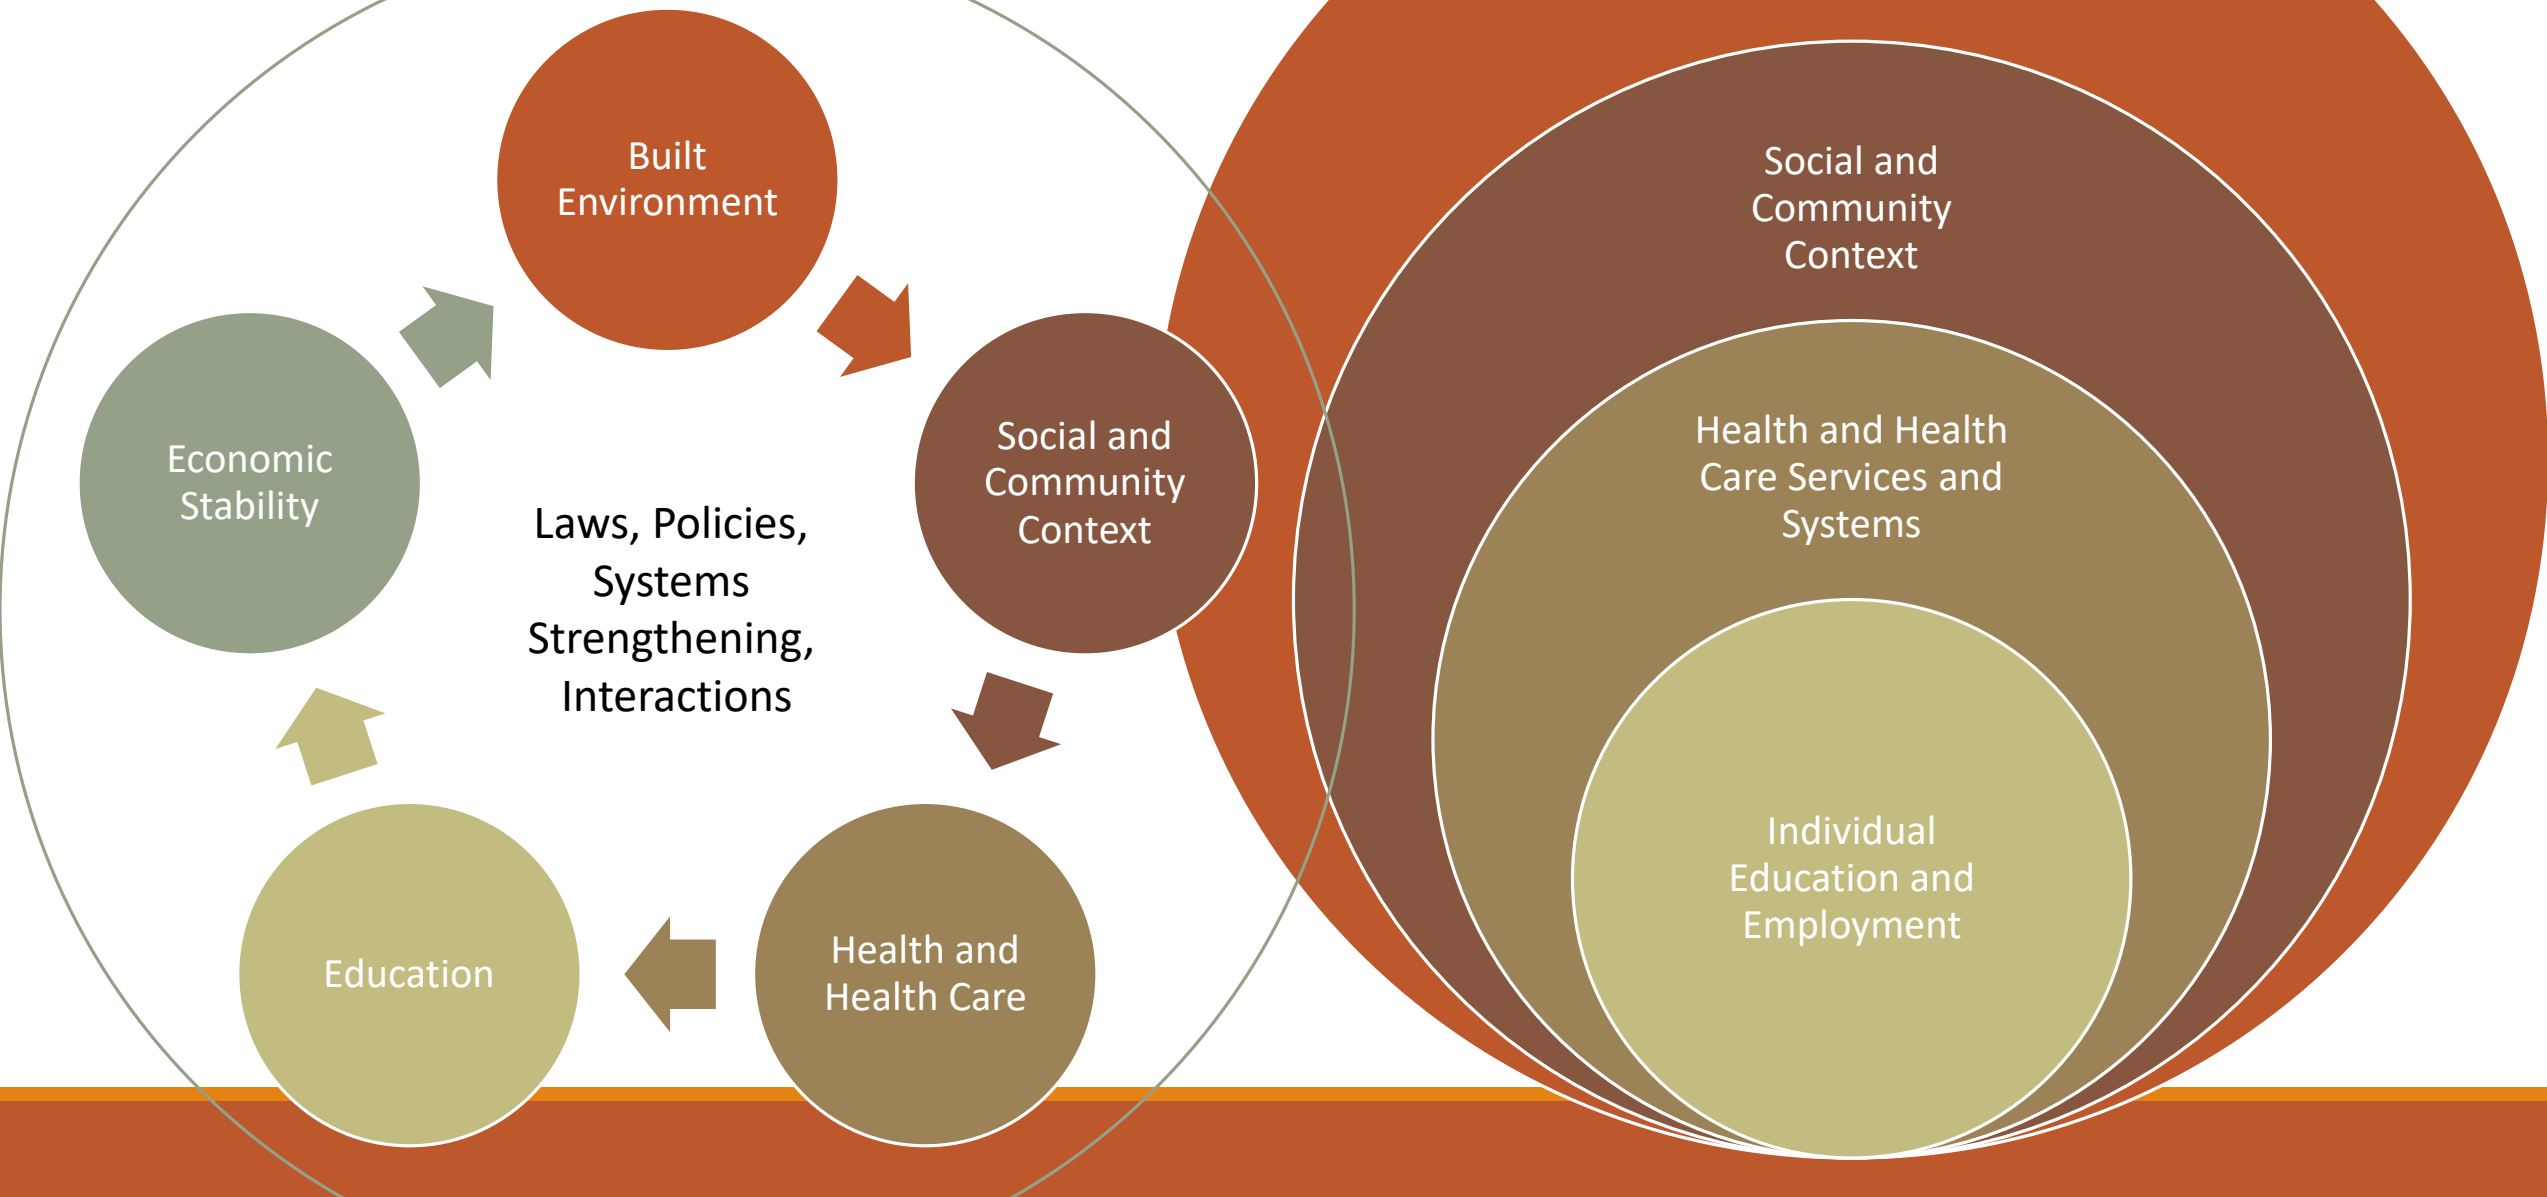 Built
Environment
Social and
Community
Context
Health and
Health Care
Education
Economic
Stability
Laws, Policies,
Systems
Strengthening,
Interactions
Social and
Community
Context
Health and Health
Care Services and
Systems
Individual
Education and
Employment